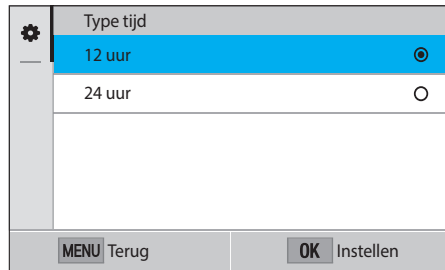 Type tijd
12 uur
24 uur
MENU Terug
OK Instellen